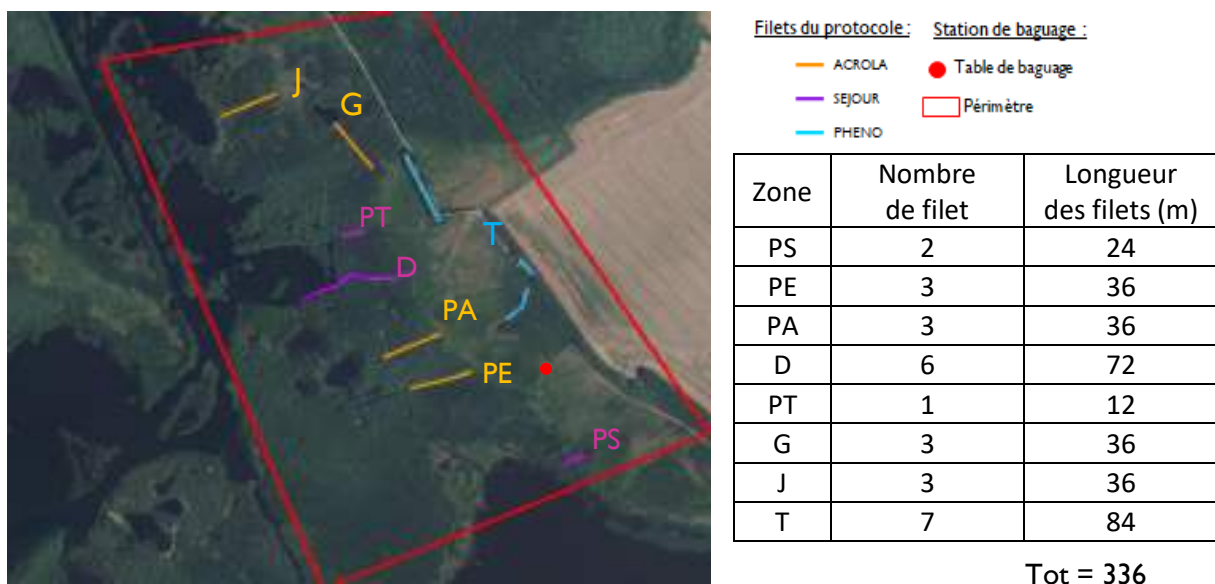 J
G
PT
T
D
PA
PE
PS
Filets du protocole : Station de baguage :
ACROLA Table de baguage
SEJOUR Périmètre
PHENO
Zone Nombre de filet Longueur des filets (m)
PS 2 24
PE 3 36
PA 3 36
D 6 72
PT 1 12
G 3 36
J 3 36
T 7 84
Tot = 336